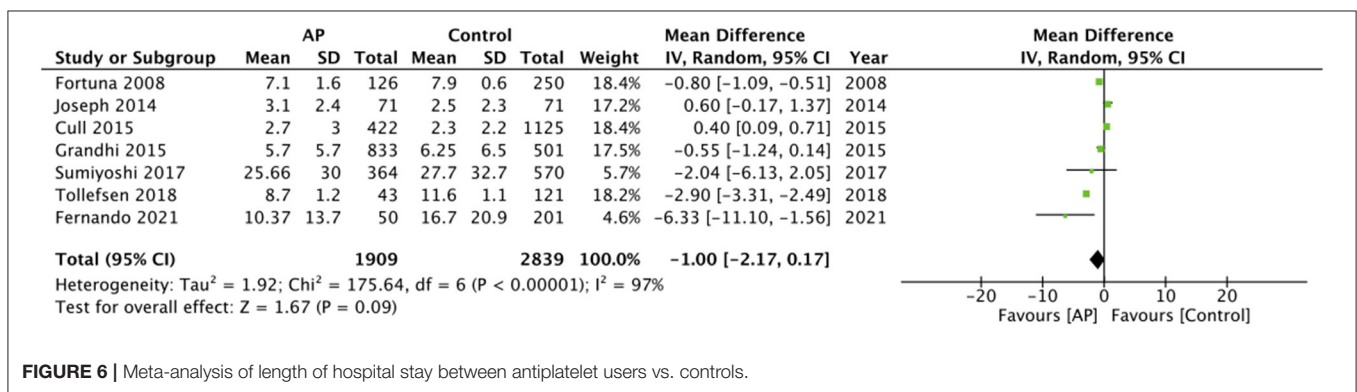 AP Control Mean Difference Mean Difference
Study or Subgroup Mean SD Total Mean SD Total Weight IV, Random, 95% CI Year IV, Random, 95% CI
Fortuna 2008 7.1 1.6 126 7.9 0.6 250 18.4% −0.80 [−1.09, −0.51] 2008
Joseph 2014 3.1 2.4 71 2.5 2.3 71 17.2% 0.60 [−0.17, 1.37] 2014
Cull 2015 2.7 3 422 2.3 2.2 1125 18.4% 0.40 [0.09, 0.71] 2015
Grandhi 2015 5.7 5.7 833 6.25 6.5 501 17.5% −0.55 [−1.24, 0.14] 2015
Sumiyoshi 2017 25.66 30 364 27.7 32.7 570 5.7% −2.04 [−6.13, 2.05] 2017
Tollefsen 2018 8.7 1.2 43 11.6 1.1 121 18.2% −2.90 [−3.31, −2.49] 2018
Fernando 2021 10.37 13.7 50 16.7 20.9 201 4.6% −6.33 [−11.10, −1.56] 2021
Total (95% CI) 1909 2839 100.0% −1.00 [−2.17, 0.17]
Heterogeneity: Tau² = 1.92; Chi² = 175.64, df = 6 (P < 0.00001); I² = 97%
Test for overall effect: Z = 1.67 (P = 0.09)
−20 −10 0 10 20
Favours [AP] Favours [Control]
FIGURE 6 | Meta-analysis of length of hospital stay between antiplatelet users vs. controls.